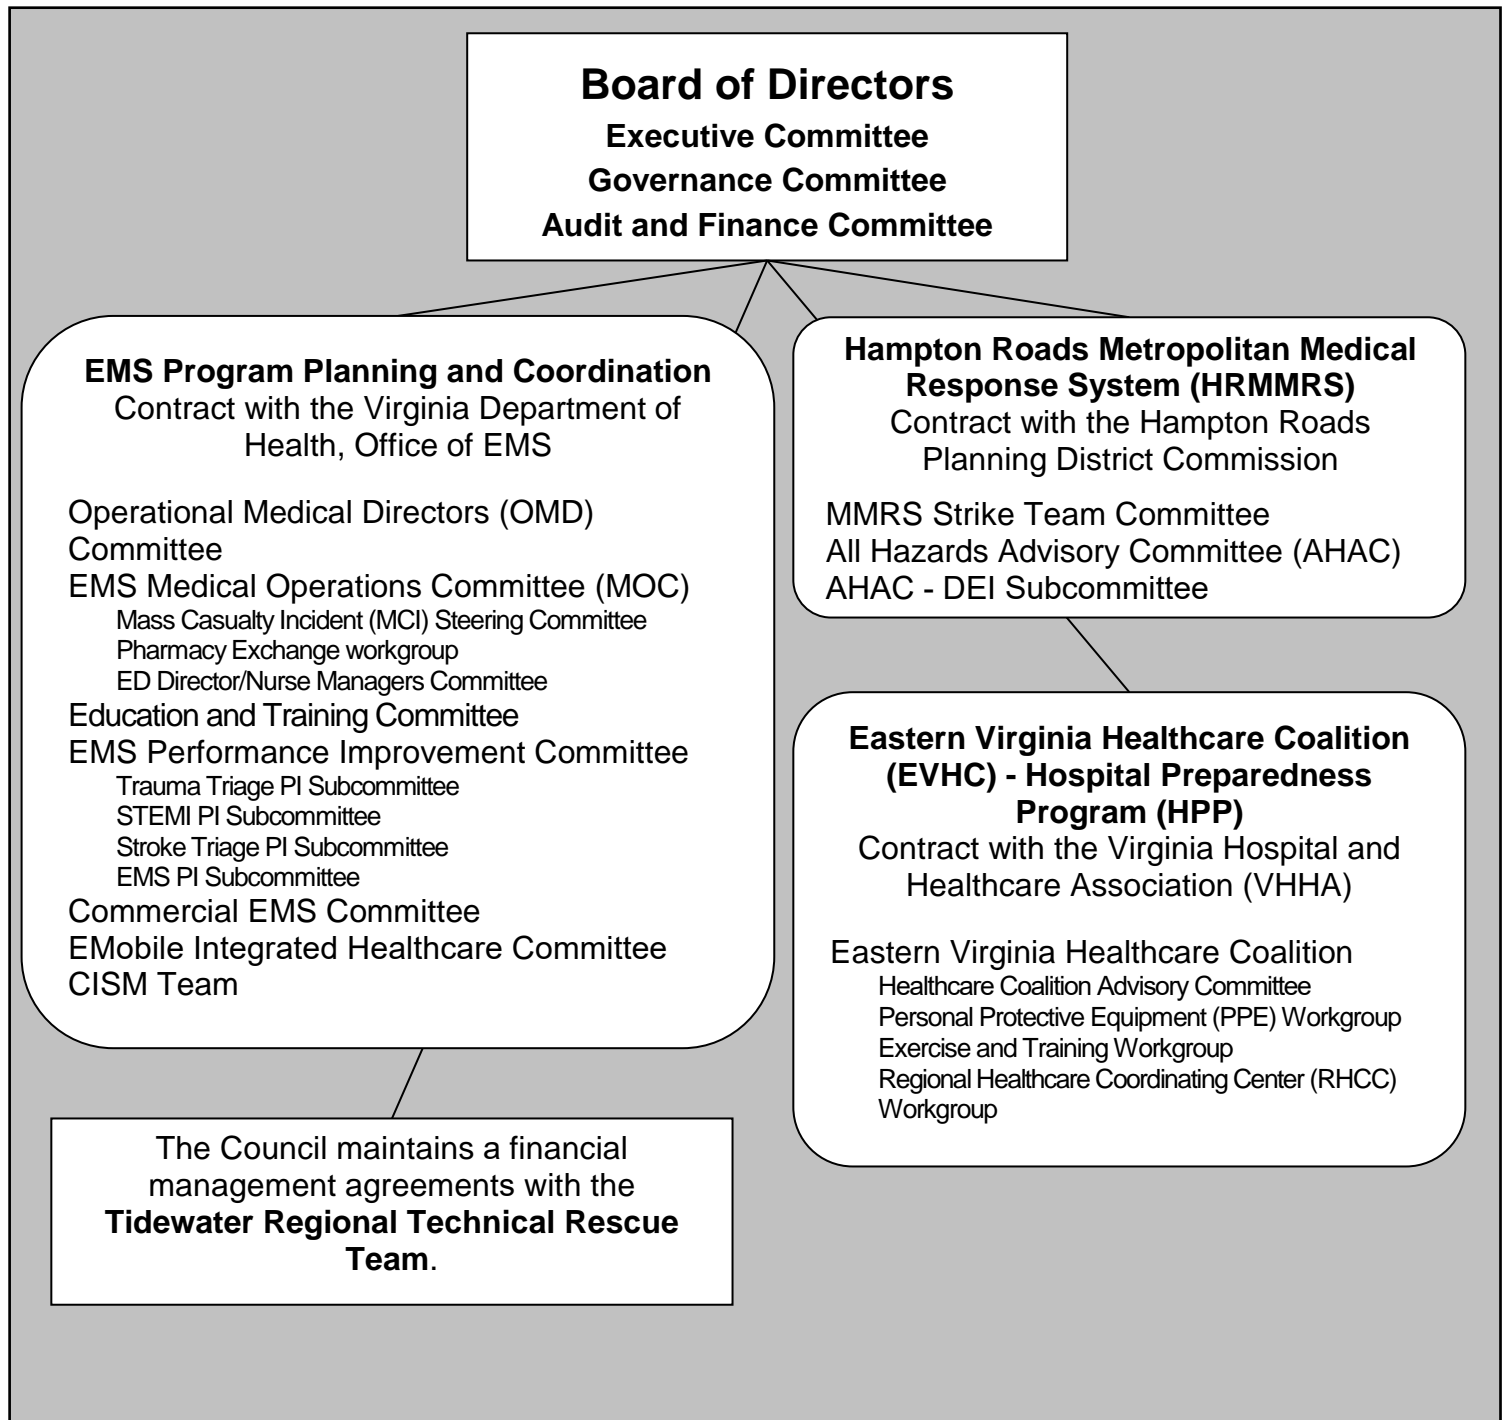 Board of Directors
Executive Committee
Governance Committee
Audit and Finance Committee
EMS Program Planning and Coordination
Contract with the Virginia Department of
Health, Office of EMS
Operational Medical Directors (OMD)
Committee
EMS Medical Operations Committee (MOC)
Mass Casualty Incident (MCI) Steering Committee
Pharmacy Exchange workgroup
ED Director/Nurse Managers Committee
Education and Training Committee
EMS Performance Improvement Committee
Trauma Triage PI Subcommittee
STEMI PI Subcommittee
Stroke Triage PI Subcommittee
EMS PI Subcommittee
Commercial EMS Committee
EMobile Integrated Healthcare Committee
CISM Team
The Council maintains a financial
management agreements with the
Tidewater Regional Technical Rescue
Team.
Hampton Roads Metropolitan Medical
Response System (HRMMRS)
Contract with the Hampton Roads
Planning District Commission
MMRS Strike Team Committee
All Hazards Advisory Committee (AHAC)
AHAC - DEI Subcommittee
Eastern Virginia Healthcare Coalition
(EVHC) - Hospital Preparedness
Program (HPP)
Contract with the Virginia Hospital and
Healthcare Association (VHHA)
Eastern Virginia Healthcare Coalition
Healthcare Coalition Advisory Committee
Personal Protective Equipment (PPE) Workgroup
Exercise and Training Workgroup
Regional Healthcare Coordinating Center (RHCC)
Workgroup